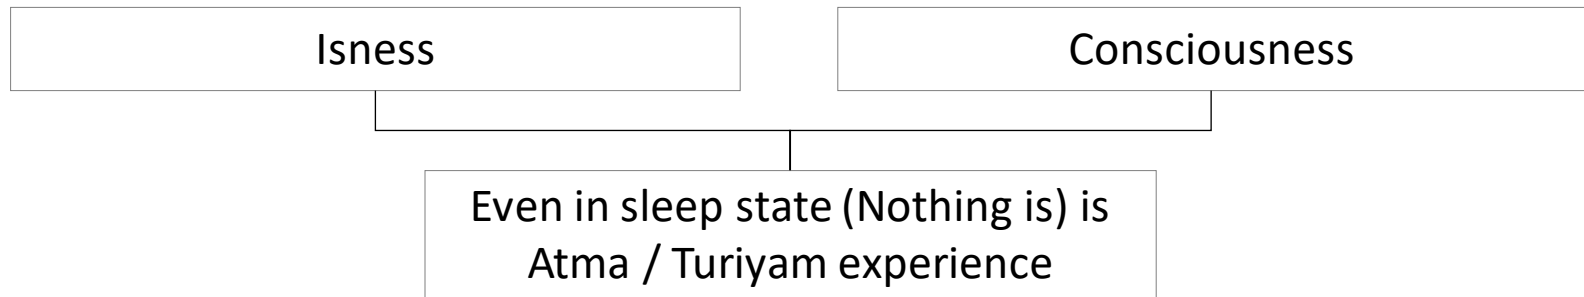 Isness
Consciousness
Even in sleep state (Nothing is) is
Atma / Turiyam experience